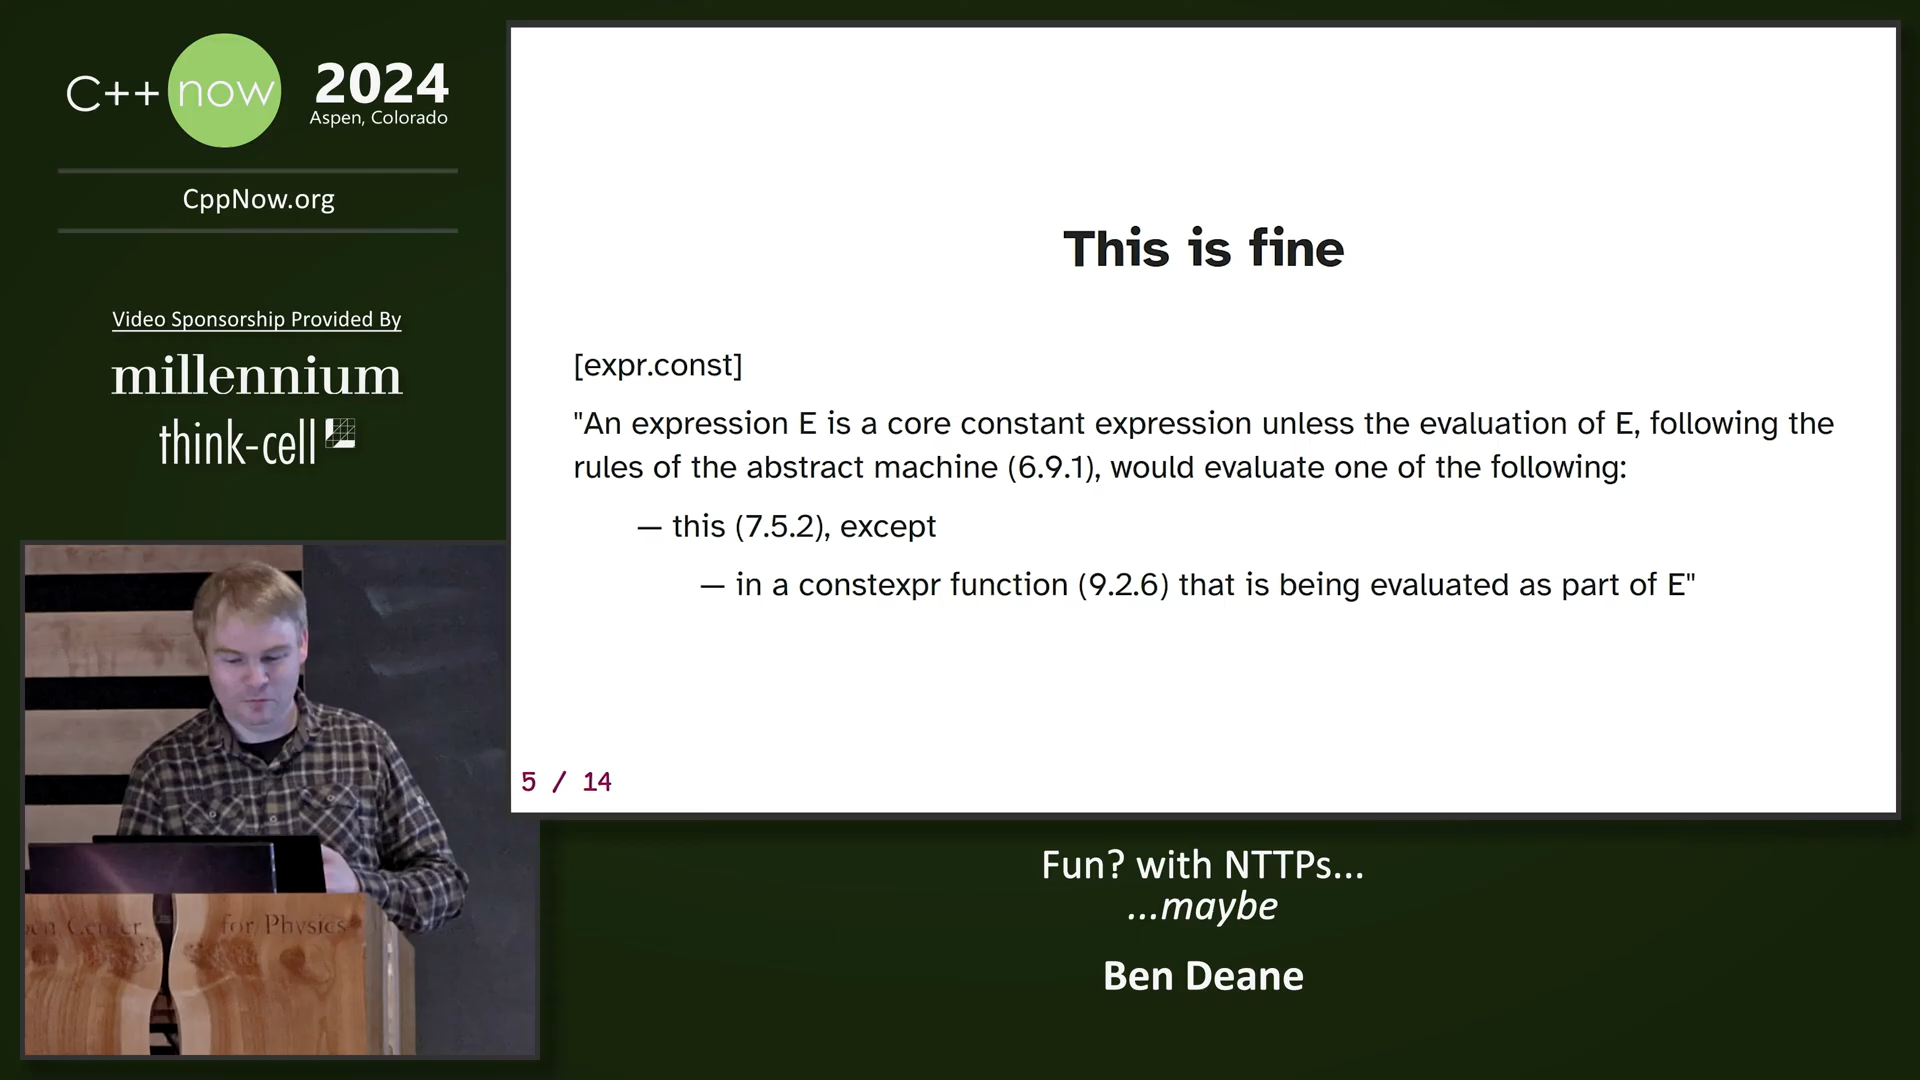 C++ now
2024
Aspen, Colorado
CppNow.org
Video Sponsorship Provided By
millennium
think-cell
This is fine
[expr.const]
"An expression E is a core constant expression unless the evaluation of E, following the
rules of the abstract machine (6.9.1), would evaluate one of the following:
— this (7.5.2), except
— in a constexpr function (9.2.6) that is being evaluated as part of E"
5 / 14
Center
for Physics
Fun? with NTTPs...
...maybe
Ben Deane